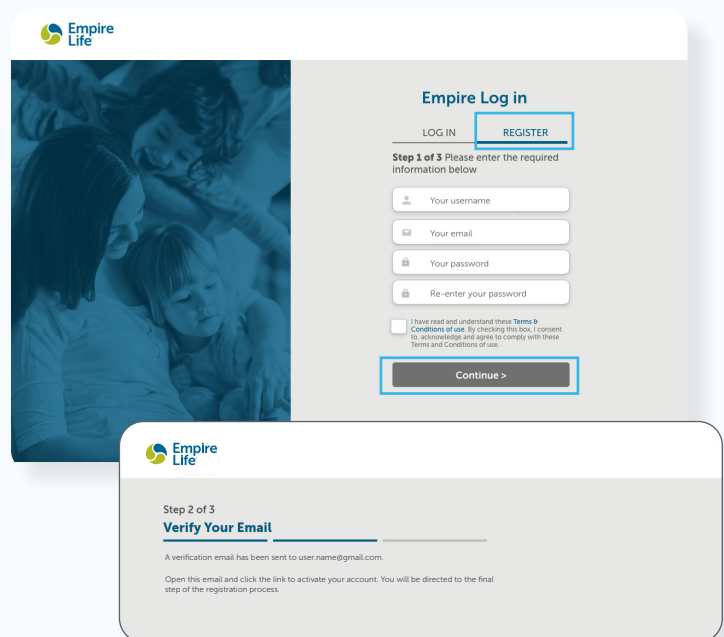 Empire
Life
Empire Log in
LOG IN
REGISTER
Step 1 of 3 Please enter the required
information below
Your username
Your email
Your password
Re-enter your password
I have read and understand these Terms &
Conditions of use. By checking this box, I consent
to, acknowledge and agree to comply with these
Terms and Conditions of use.
Continue >
Empire
Life
Step 2 of 3
Verify Your Email
A verification email has been sent to user.name@gmail.com.
Open this email and click the link to activate your account. You will be directed to the final
step of the registration process.